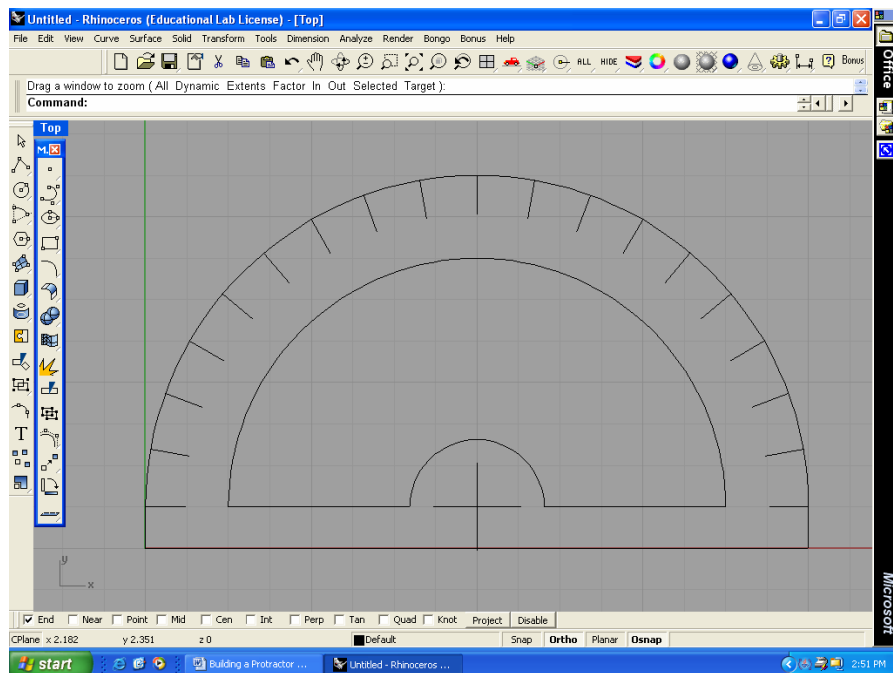 Untitled - Rhinoceros (Educational Lab License) - [Top]
File Edit View Curve Surface Solid Transform Tools Dimension Analyze Render Bongo Bonus Help
ALL HIDE Bonus
Drag a window to zoom ( All Dynamic Extents Factor In Out Selected Target ):
Command:
Top
M..
T
y
x
End Near Point Mid Cen Int Perp Tan Quad Knot Project Disable
CPlane x 2.182 y 2.351 z 0 Default Snap Ortho Planar Osnap
start Building a Protractor ... Untitled - Rhinoceros ... 2:51 PM
Office
Microsoft